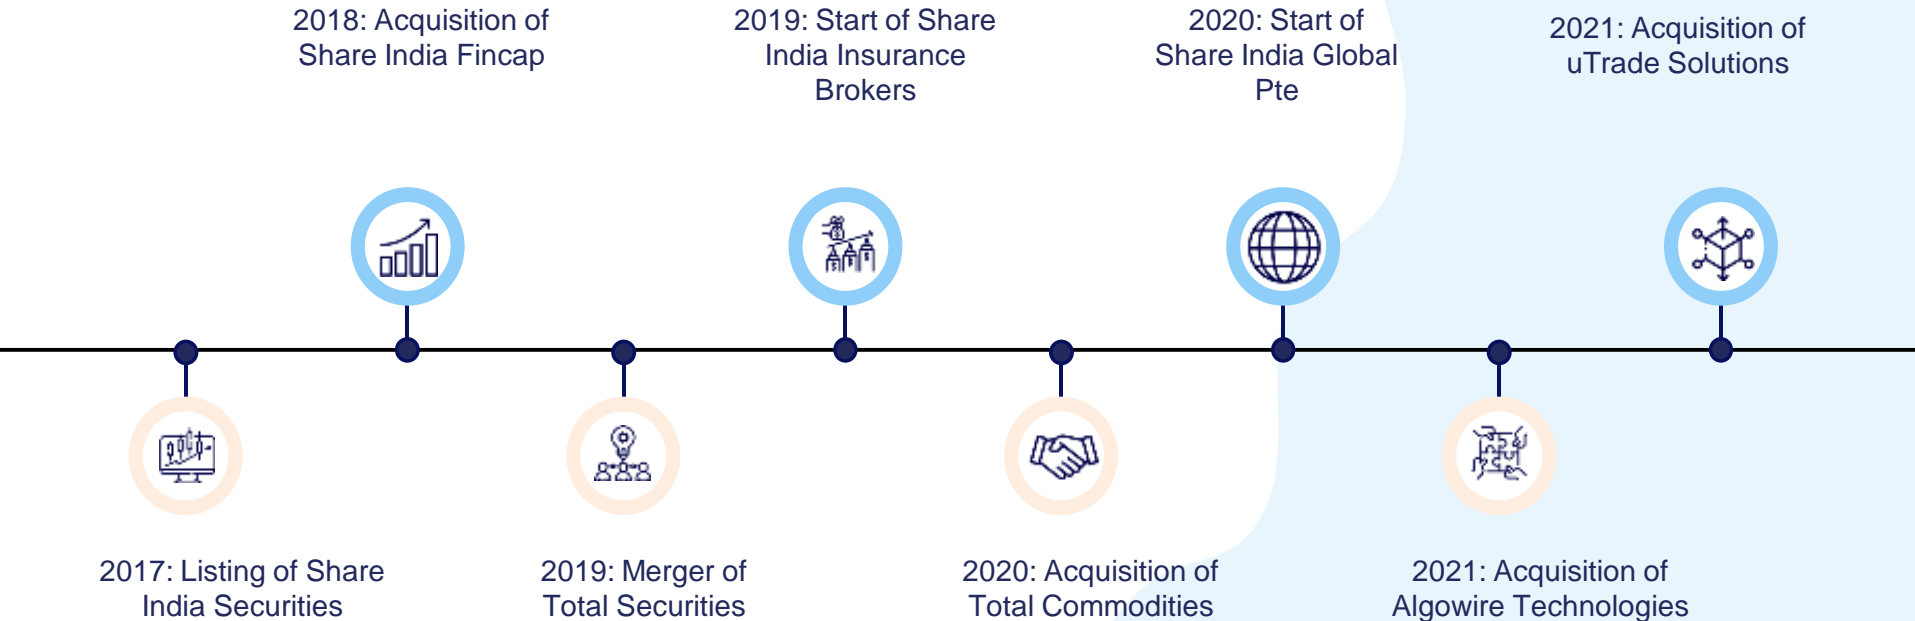 2018: Acquisition of
Share India Fincap
2019: Start of Share
India Insurance
Brokers
2020: Start of
Share India Global
Pte
2021: Acquisition of
uTrade Solutions
2017: Listing of Share
India Securities
2019: Merger of
Total Securities
2020: Acquisition of
Total Commodities
2021: Acquisition of
Algowire Technologies